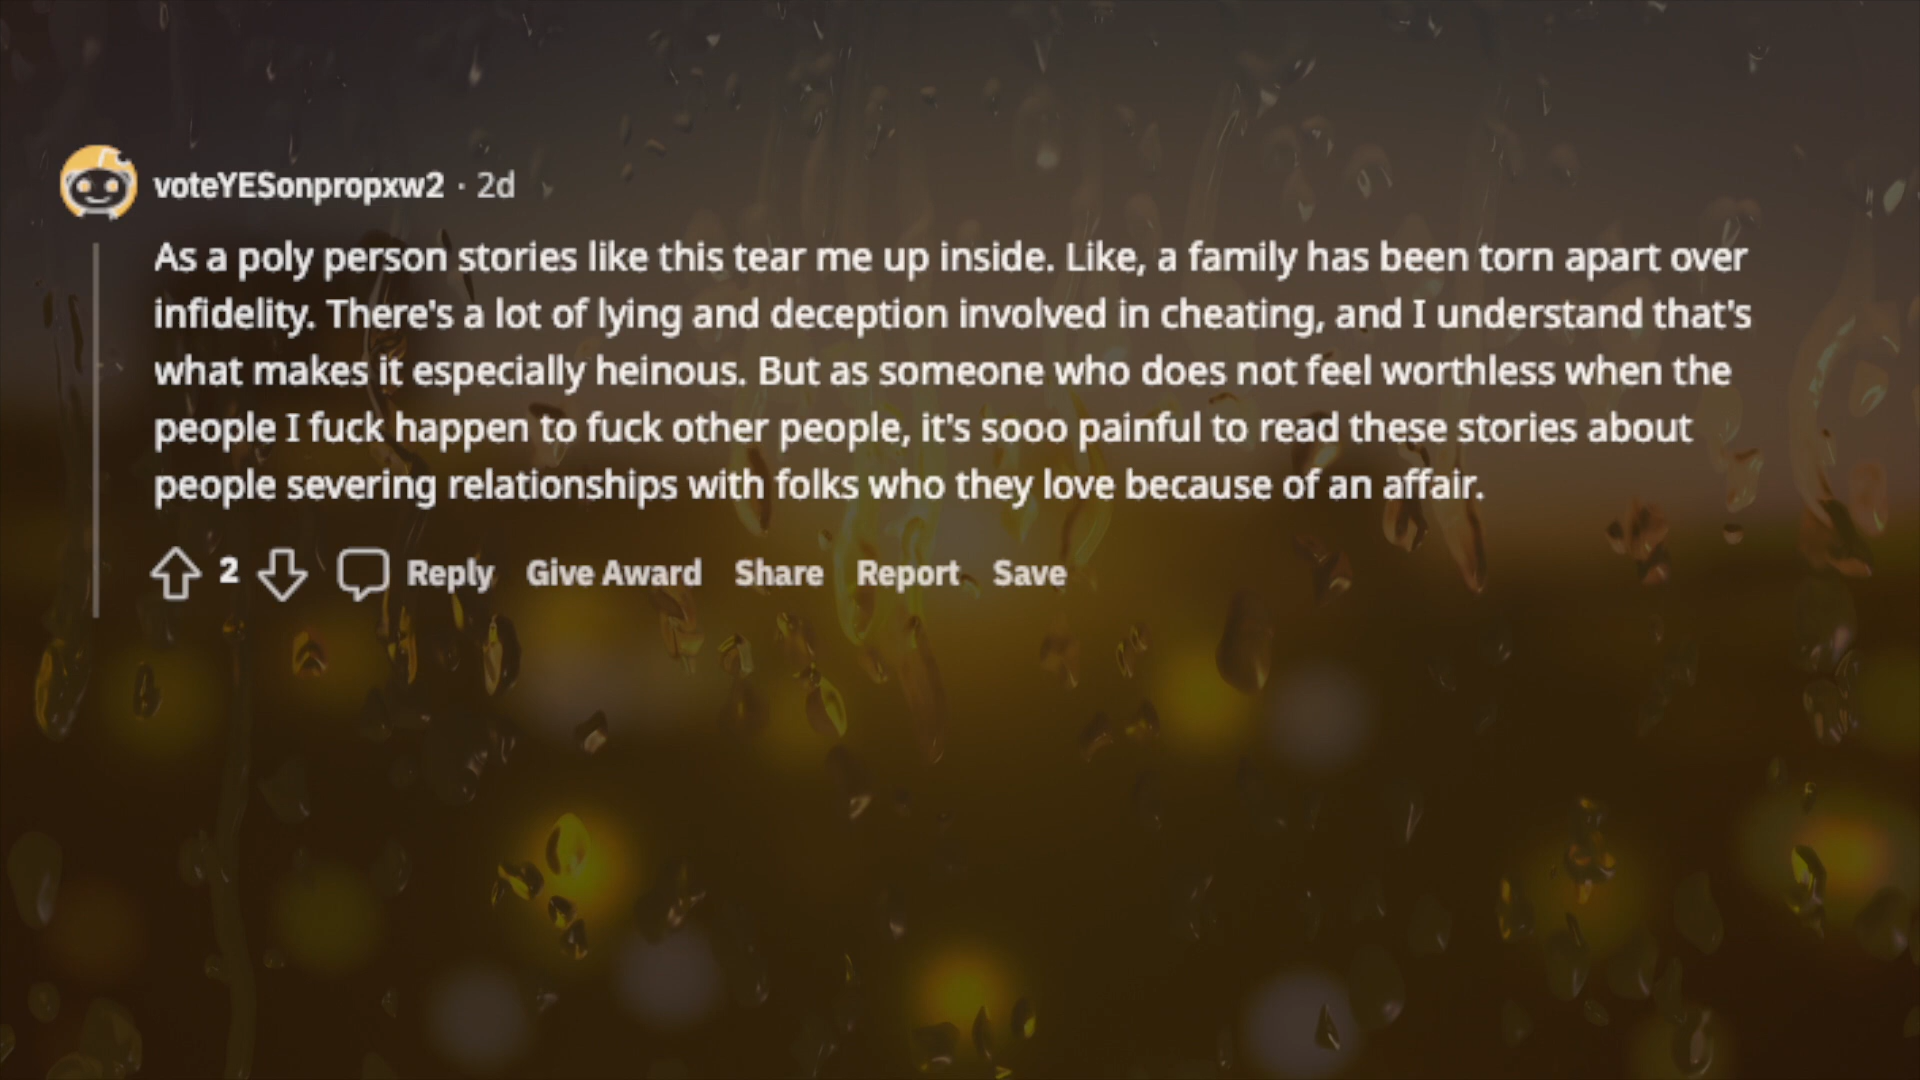 voteYESonpropxw2 · 2d
As a poly person stories like this tear me up inside. Like, a family has been torn apart over
infidelity. There's a lot of lying and deception involved in cheating, and I understand that's
what makes it especially heinous. But as someone who does not feel worthless when the
people I fuck happen to fuck other people, it's sooo painful to read these stories about
people severing relationships with folks who they love because of an affair.
2 Reply Give Award Share Report Save